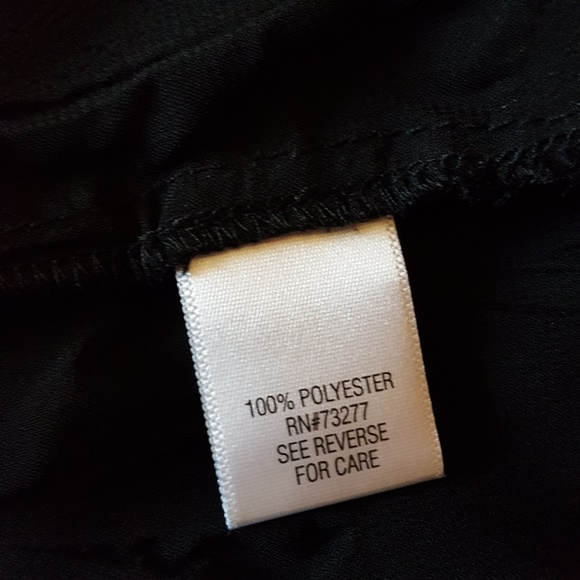 100% POLYESTER
RN#73277
SEE REVERSE
FOR CARE